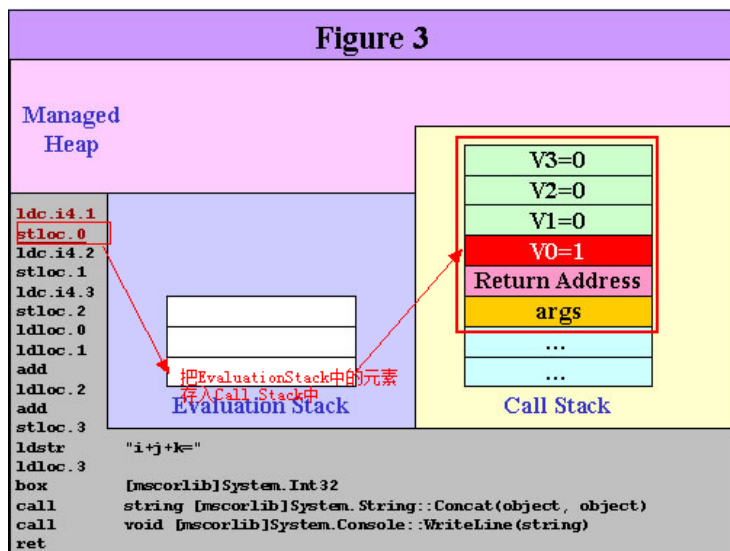 Figure 3
Managed
Heap
V3=0
V2=0
V1=0
V0=1
Return Address
args
...
...
Call Stack
ldc.i4.1
stloc.0
ldc.i4.2
stloc.1
ldc.i4.3
stloc.2
ldloc.0
ldloc.1
add
ldloc.2
add
stloc.3
把EvaluationStack中的元素
存入Call Stack中
Evaluation Stack
ldstr "i+j+k="
ldloc.3
box [mscorlib]System.Int32
call string [mscorlib]System.String::Concat(object, object)
call void [mscorlib]System.Console::WriteLine(string)
ret